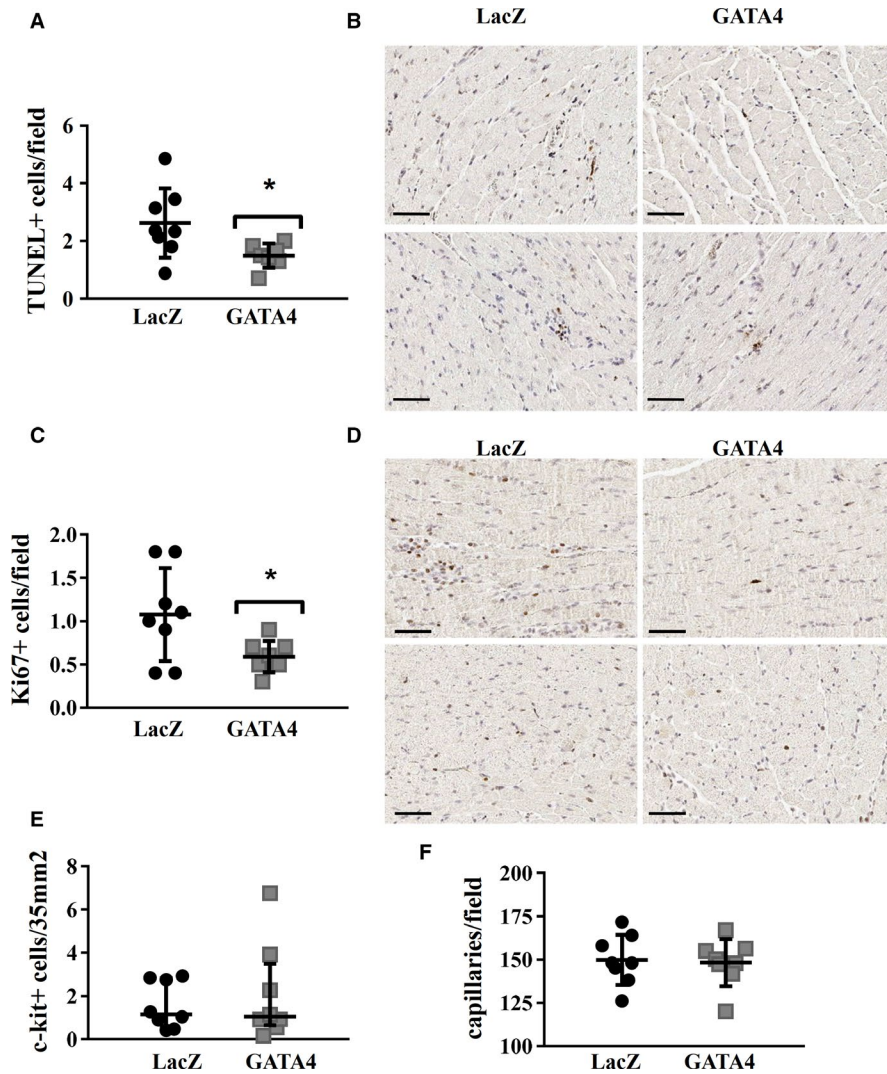 A
TUNEL+ cells/field
6
4
2
0
*
LacZ GATA4
B
LacZ GATA4
C
Ki67+ cells/field
2.0
1.5
1.0
0.5
0.0
*
LacZ GATA4
D
LacZ GATA4
E
c-kit+ cells/35mm2
8
6
4
2
0
LacZ GATA4
F
capillaries/field
200
175
150
125
100
LacZ GATA4